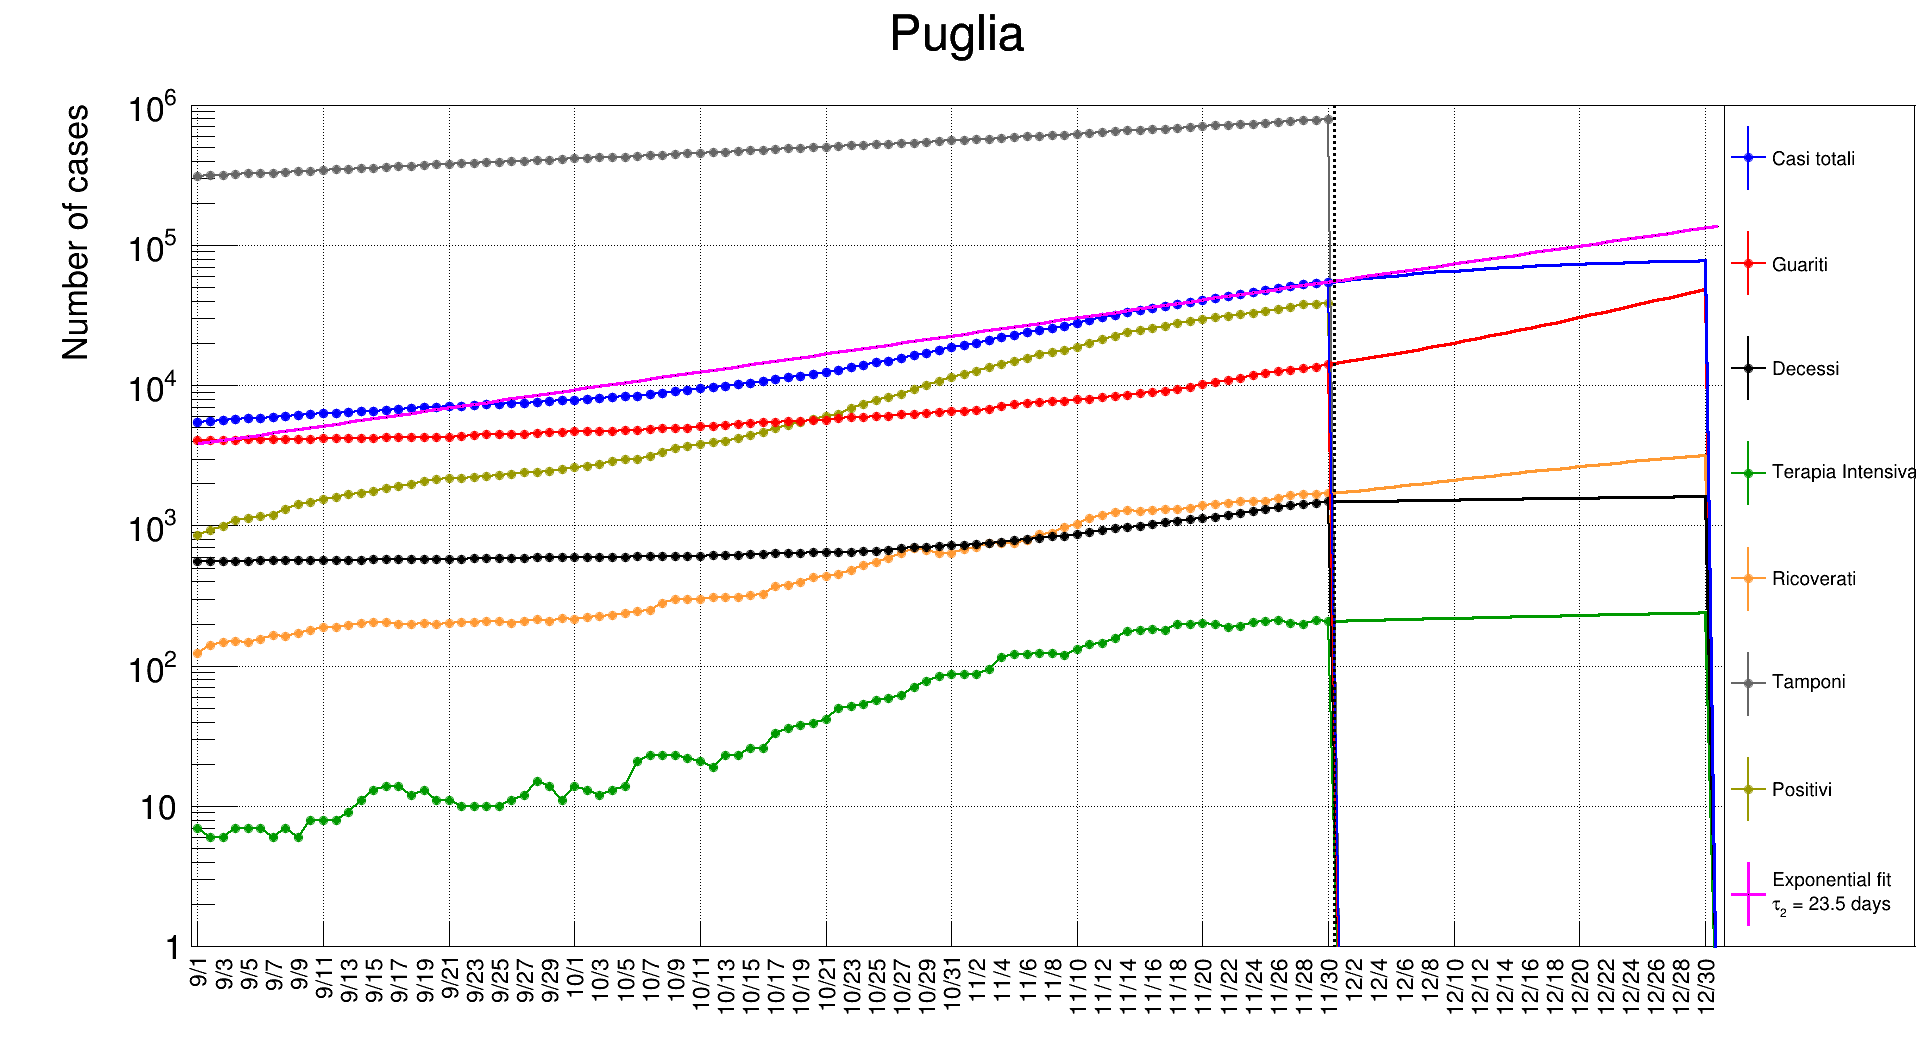 Puglia
Number of cases
10^6
10^5
10^4
10^3
10^2
10
1
9/1 9/3 9/5 9/7 9/9 9/11 9/13 9/15 9/17 9/19 9/21 9/23 9/25 9/27 9/29 10/1 10/3 10/5 10/7 10/9 10/11 10/13 10/15 10/17 10/19 10/21 10/23 10/25 10/27 10/29 10/31 11/2 11/4 11/6 11/8 11/10 11/12 11/14 11/16 11/18 11/20 11/22 11/24 11/26 11/28 11/30 12/2 12/4 12/6 12/8 12/10 12/12 12/14 12/16 12/18 12/20 12/22 12/24 12/26 12/28 12/30
Casi totali
Guariti
Decessi
Terapia Intensiva
Ricoverati
Tamponi
Positivi
Exponential fit
τ₂ = 23.5 days